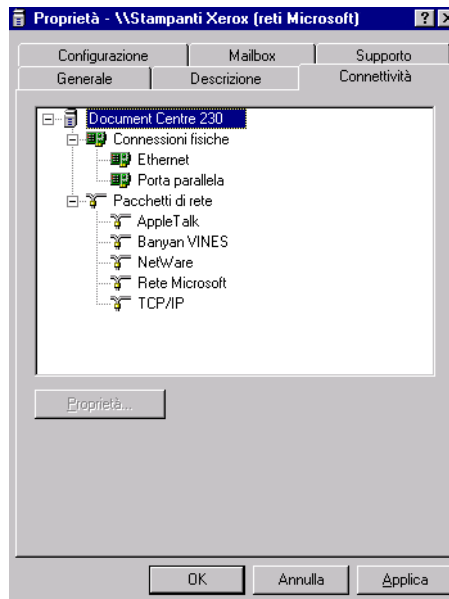 Proprietà - \\Stampanti Xerox (reti Microsoft)
Configurazione Mailbox Supporto
Generale Descrizione Connettività
Document Centre 230
Connessioni fisiche
Ethernet
Porta parallela
Pacchetti di rete
AppleTalk
Banyan VINES
NetWare
Rete Microsoft
TCP/IP
Proprietà...
OK Annulla Applica